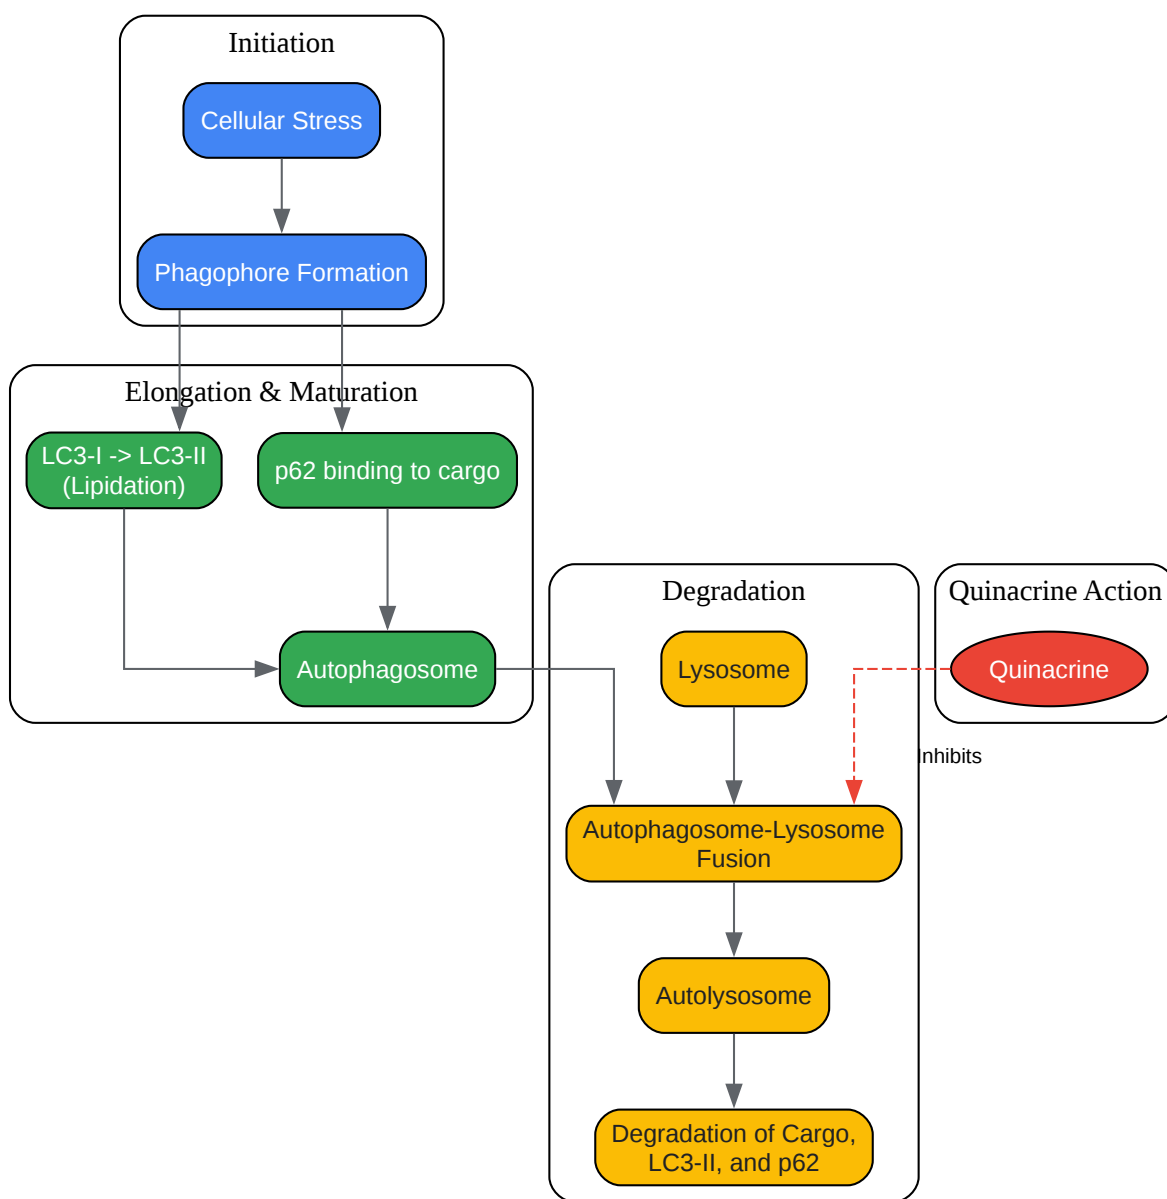 Initiation
Cellular Stress
Phagophore Formation
Elongation & Maturation
LC3-I -> LC3-II
(Lipidation)
p62 binding to cargo
Autophagosome
Degradation
Lysosome
Quinacrine Action
Quinacrine
Inhibits
Autophagosome-Lysosome
Fusion
Autolysosome
Degradation of Cargo,
LC3-II, and p62